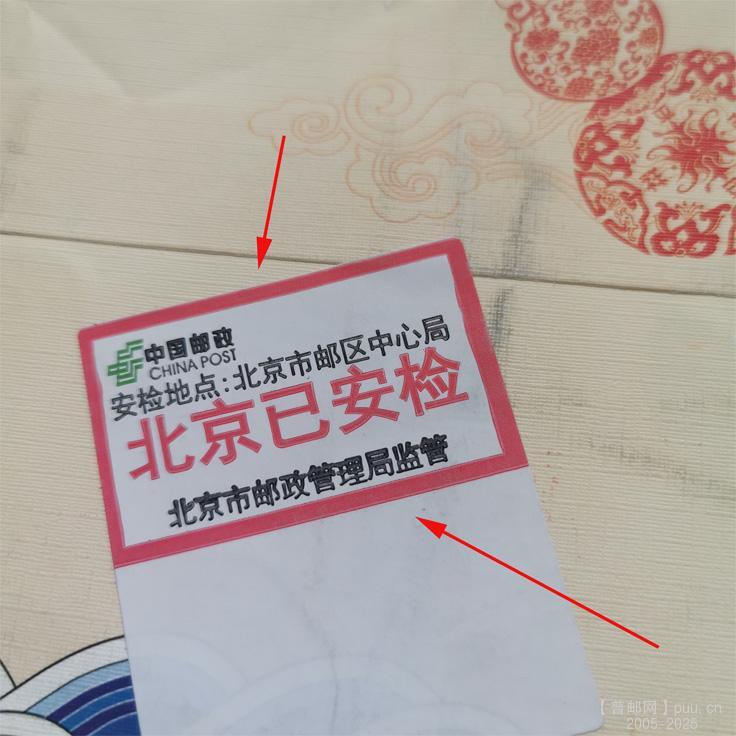 中国邮政
CHINA POST
安检地点:北京市邮区中心局
北京已安检
北京市邮政管理局监管
【普邮网】puu.cn
2005-2025